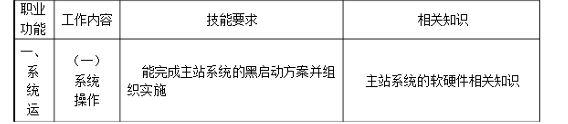 职业功能 工作内容 技能要求 相关知识
一、系统运 （一）系统操作 能完成主站系统的黑启动方案并组织实施 主站系统的软硬件相关知识